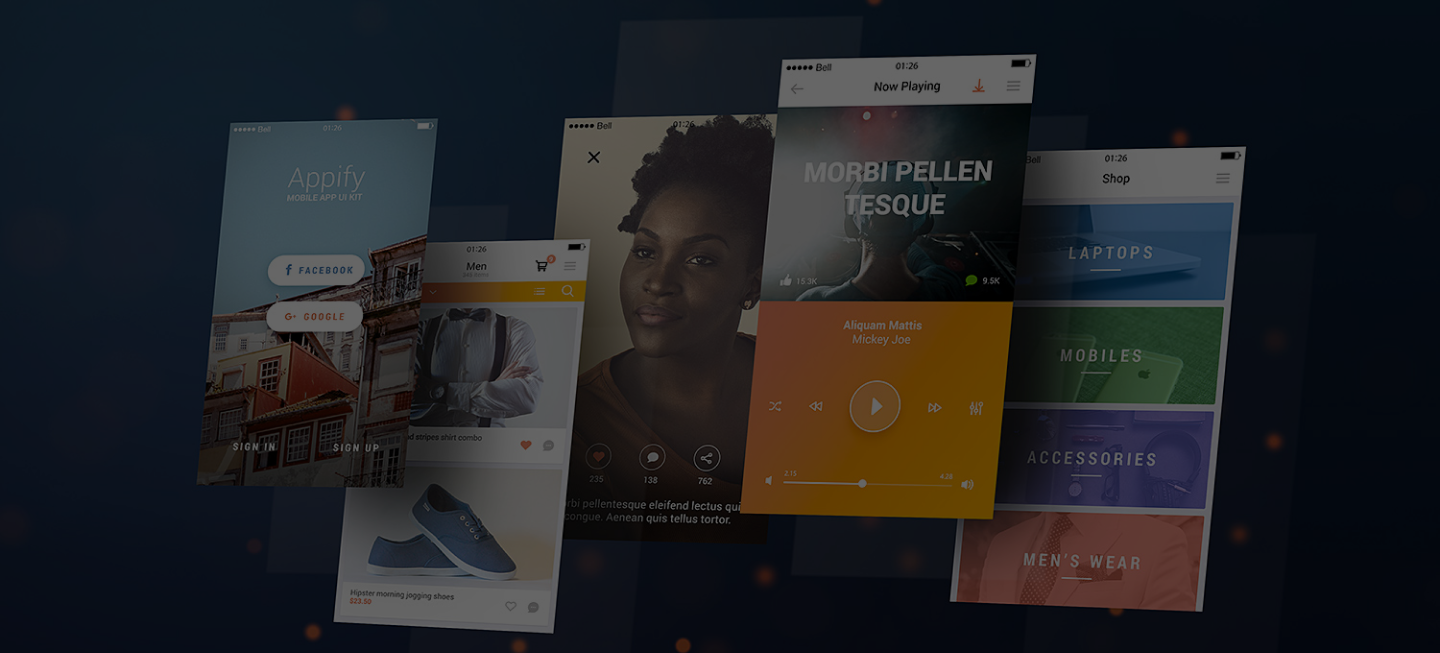 Bell 01:26
Appify
MOBILE APP UI KIT
FACEBOOK
G+ GOOGLE
SIGN IN SIGN UP
01:26
Men
stripes shirt combo
Hipster morning jogging shoes
$23.50
Bell 01:26
235 138 762
pellentesque eleifend lectus qui
congue. Aenean quis tellus tortor.
Bell 01:26
Now Playing
MORBI PELLEN
TESQUE
15.3K 9.5K
Aliquam Mattis
Mickey Joe
2.15 4.20
Bell 01:26
Shop
LAPTOPS
MOBILES
ACCESSORIES
MEN'S WEAR